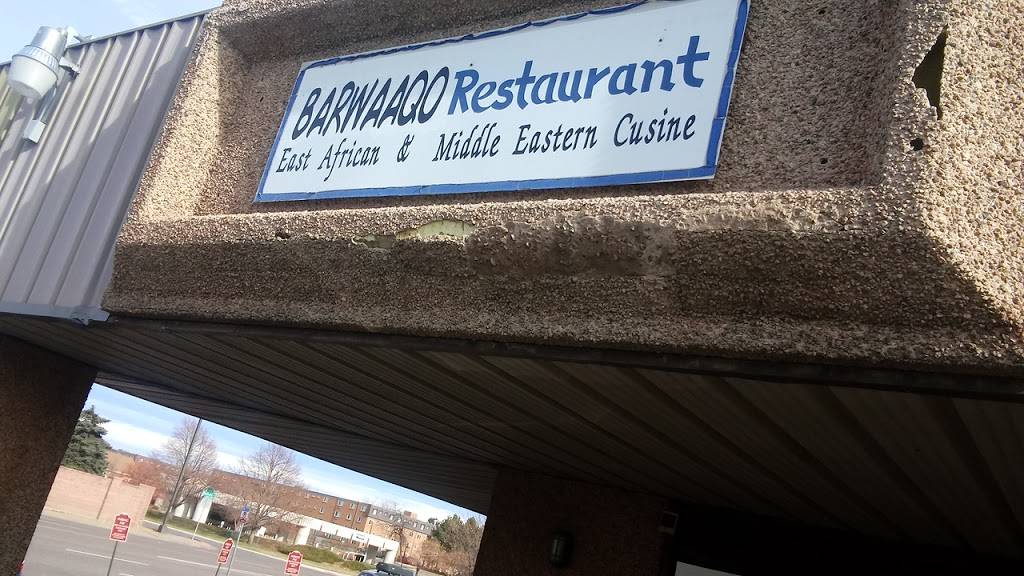 BARWAAQO Restaurant
East African & Middle Eastern Cusine